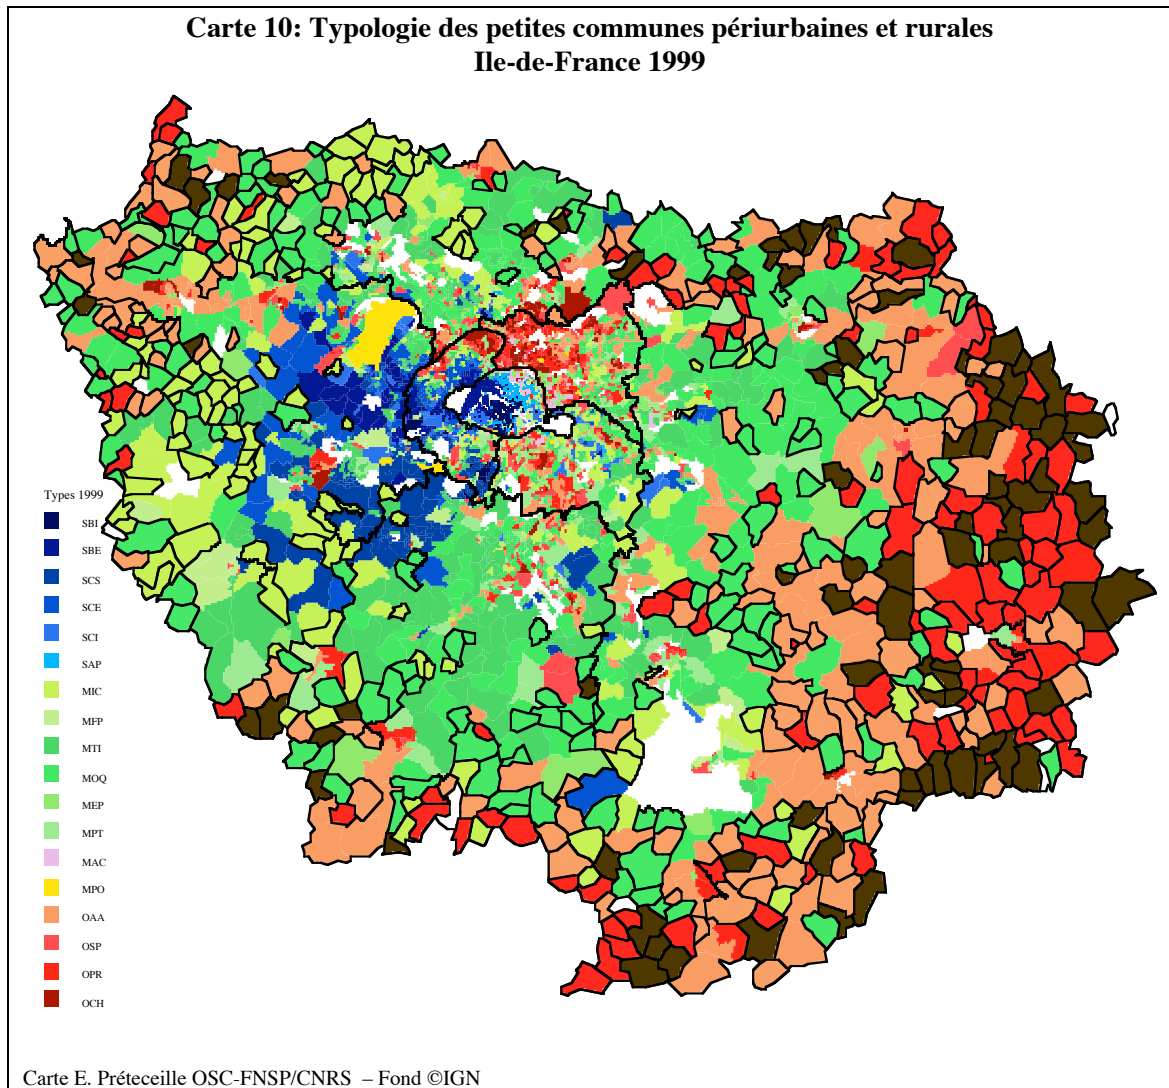 Carte 10: Typologie des petites communes périurbaines et rurales
Ile-de-France 1999
Types 1999
SBI
SBE
SCS
SCE
SCI
SAP
MIC
MFP
MTI
MOQ
MEP
MPT
MAC
MPO
OAA
OSP
OPR
OCH
Carte E. Préteceille OSC-FNSP/CNRS – Fond ©IGN